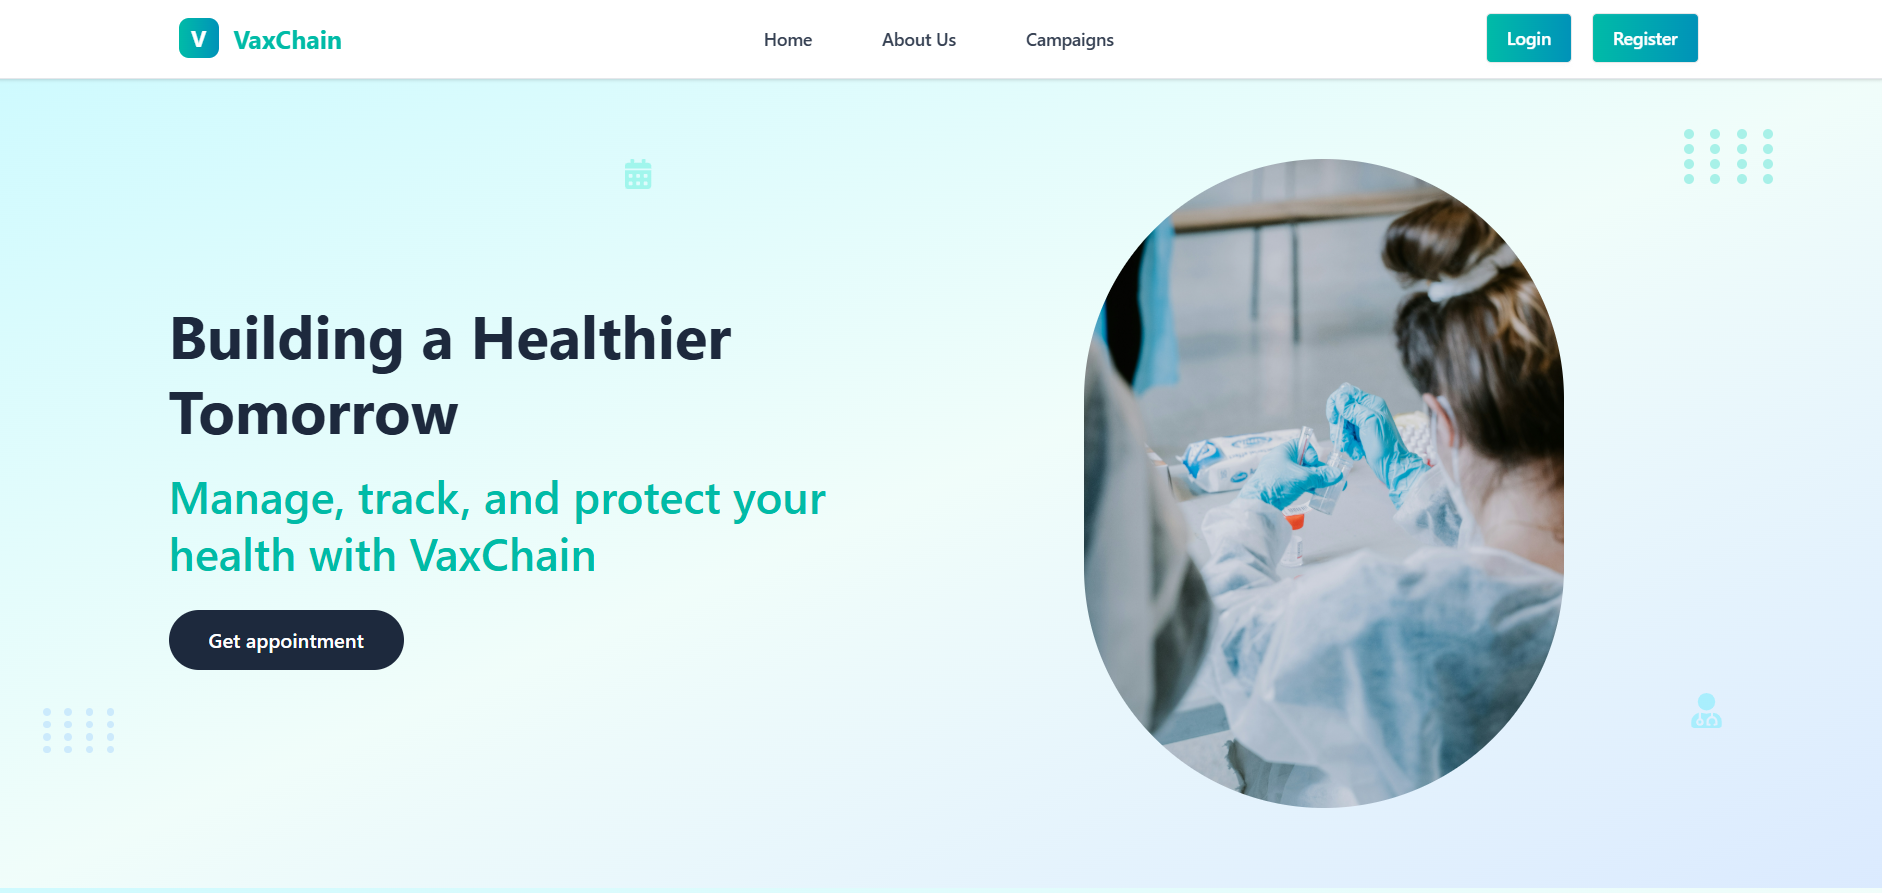 V VaxChain
Home About Us Campaigns
Login Register
Building a Healthier
Tomorrow
Manage, track, and protect your
health with VaxChain
Get appointment